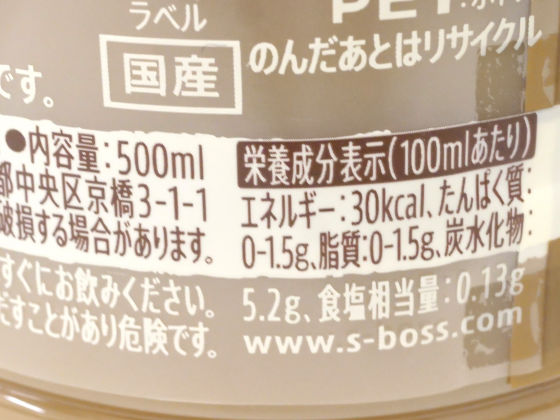 ラベル
国産
のんだあとはリサイクル
です。
●内容量：500ml
都中央区京橋3-1-1
破損する場合があります。
すぐにお飲みください。
だすことがあり危険です。
栄養成分表示(100mlあたり)
エネルギー：30kcal、たんぱく質：
0-1.5g、脂質：0-1.5g、炭水化物：
5.2g、食塩相当量：0.13g
www.s-boss.com